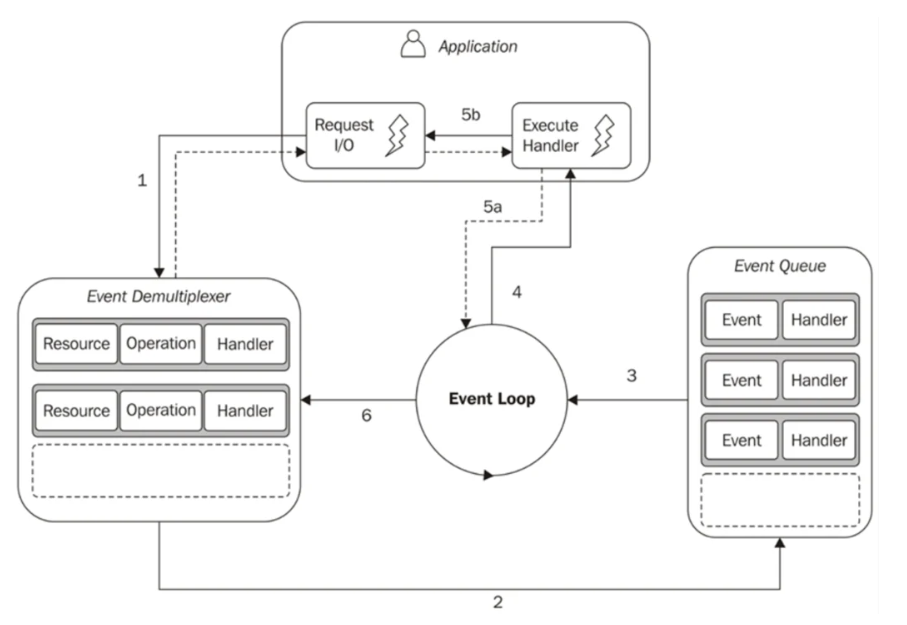 Application
Request
I/O
5b
Execute
Handler
1
5a
Event Queue
Event Demultiplexer
4
Event Handler
Resource Operation Handler
3
Event Handler
Event Loop
Resource Operation Handler
6
Event Handler
2